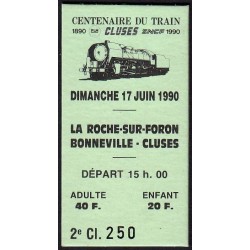 CENTENAIRE DU TRAIN
1890 CLUSES SNCF 1990
DIMANCHE 17 JUIN 1990
LA ROCHE-SUR-FORON
BONNEVILLE - CLUSES
DÉPART 15 h. 00
ADULTE ENFANT
40 F. 20 F.
2e Cl. 250